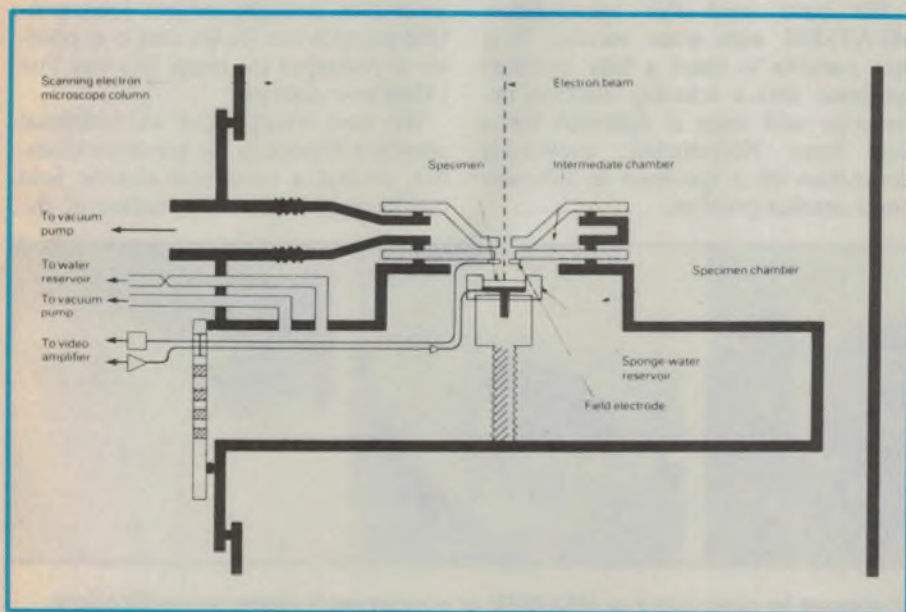 Scanning electron
microscope column
Electron beam
Specimen
Intermediate chamber
To vacuum
pump
To water
reservoir
Specimen chamber
To vacuum
pump
To video
amplifier
Sponge-water
reservoir
Field electrode